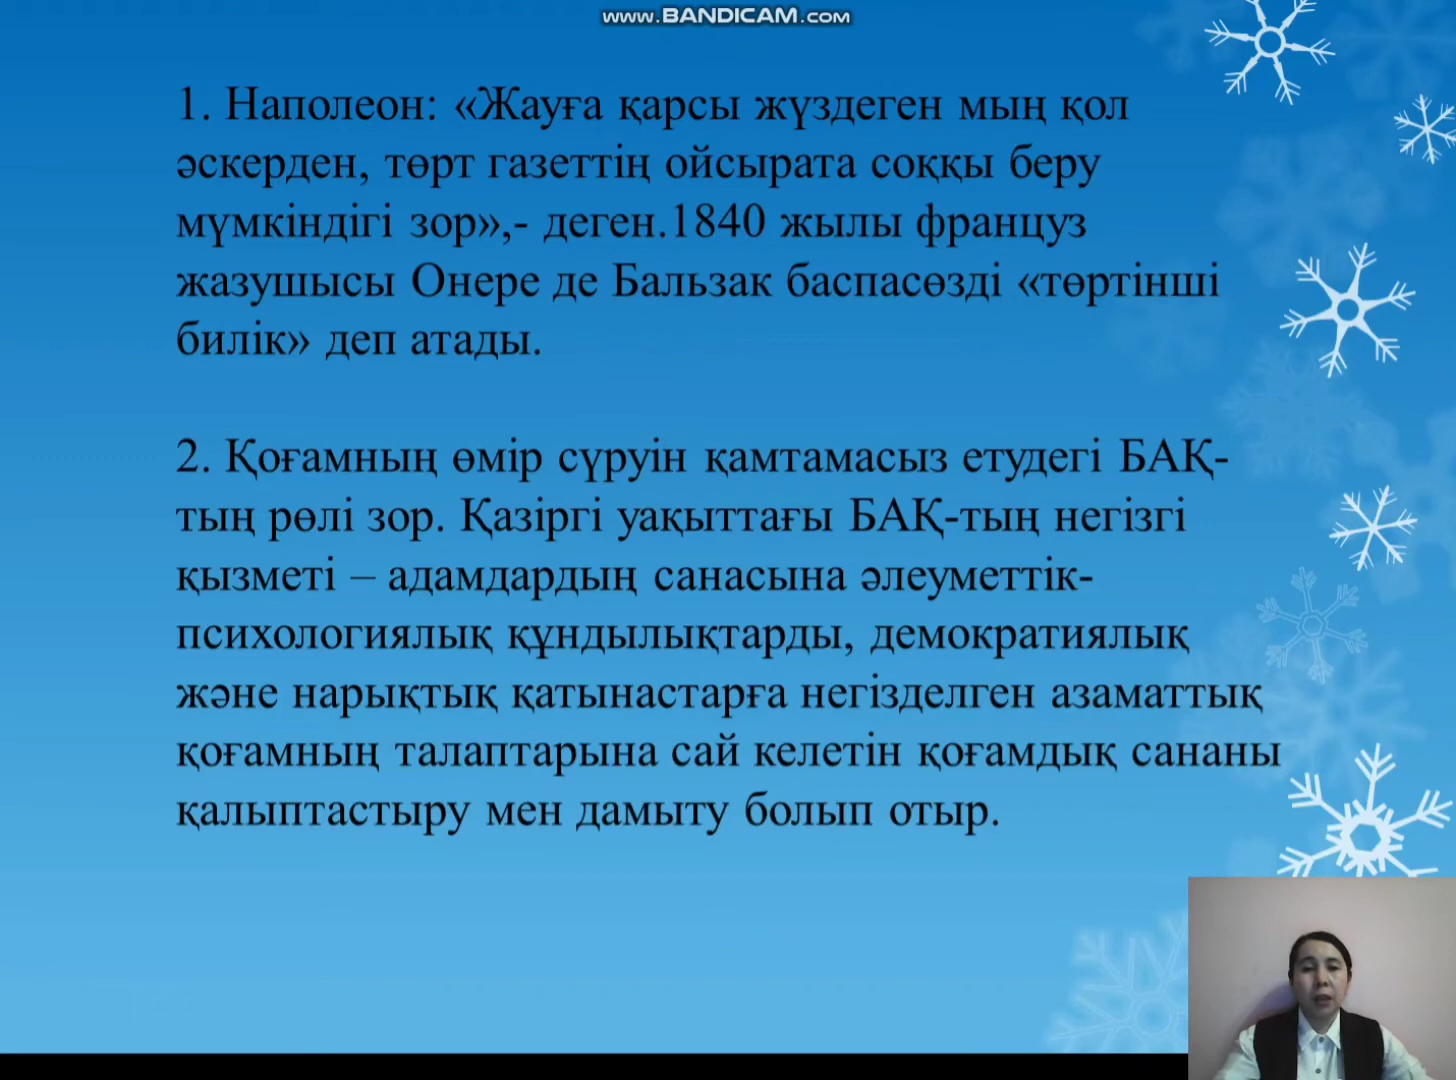 www.BANDICAM.com
1. Наполеон: «Жауға қарсы жүздеген мың қол
әскерден, төрт газеттің ойсырата соққы беру
мүмкіндігі зор»,- деген.1840 жылы француз
жазушысы Онере де Бальзак баспасөзді «төртінші
билік» деп атады.
2. Қоғамның өмір сүруін қамтамасыз етудегі БАҚ-
тың рөлі зор. Қазіргі уақыттағы БАҚ-тың негізгі
қызметі – адамдардың санасына әлеуметтік-
психологиялық құндылықтарды, демократиялық
және нарықтық қатынастарға негізделген азаматтық
қоғамның талаптарына сай келетін қоғамдық сананы
қалыптастыру мен дамыту болып отыр.